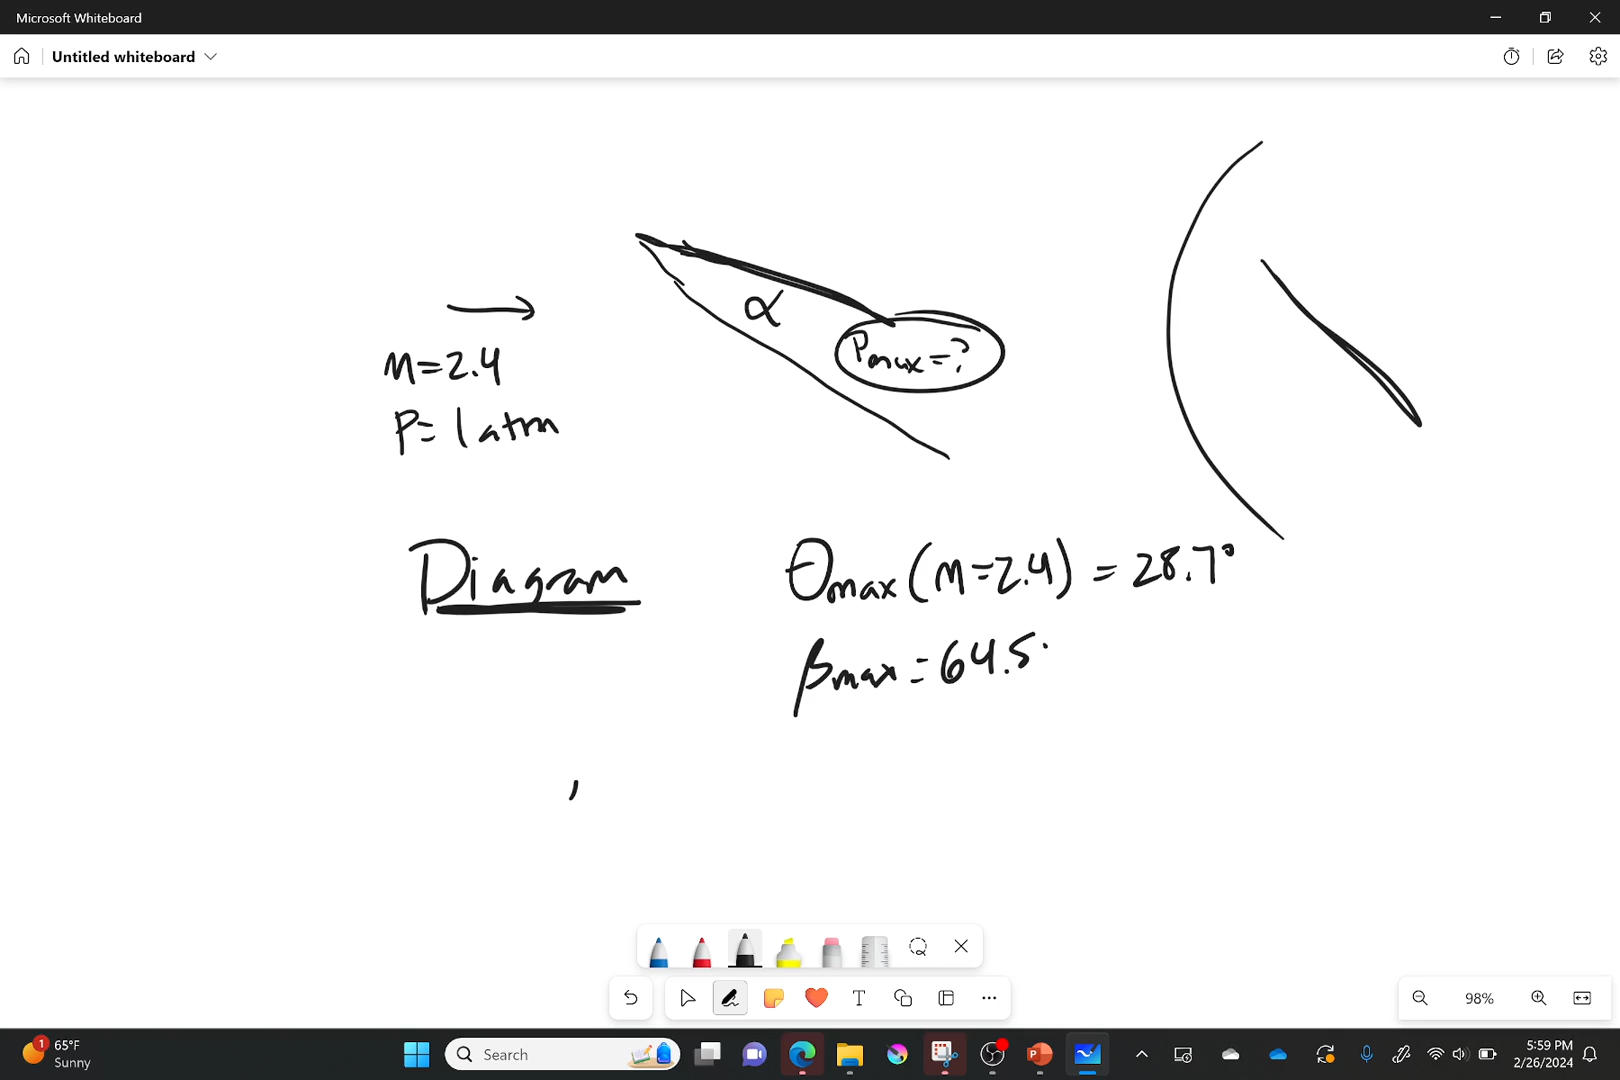 Microsoft Whiteboard
Untitled whiteboard
M=2.4
P= 1 atm
α
Pmax=?
Diagram
θmax (M=2.4) = 28.7°
βmax = 64.5°
T
98%
1
65°F
Sunny
Search
5:59 PM
2/26/2024